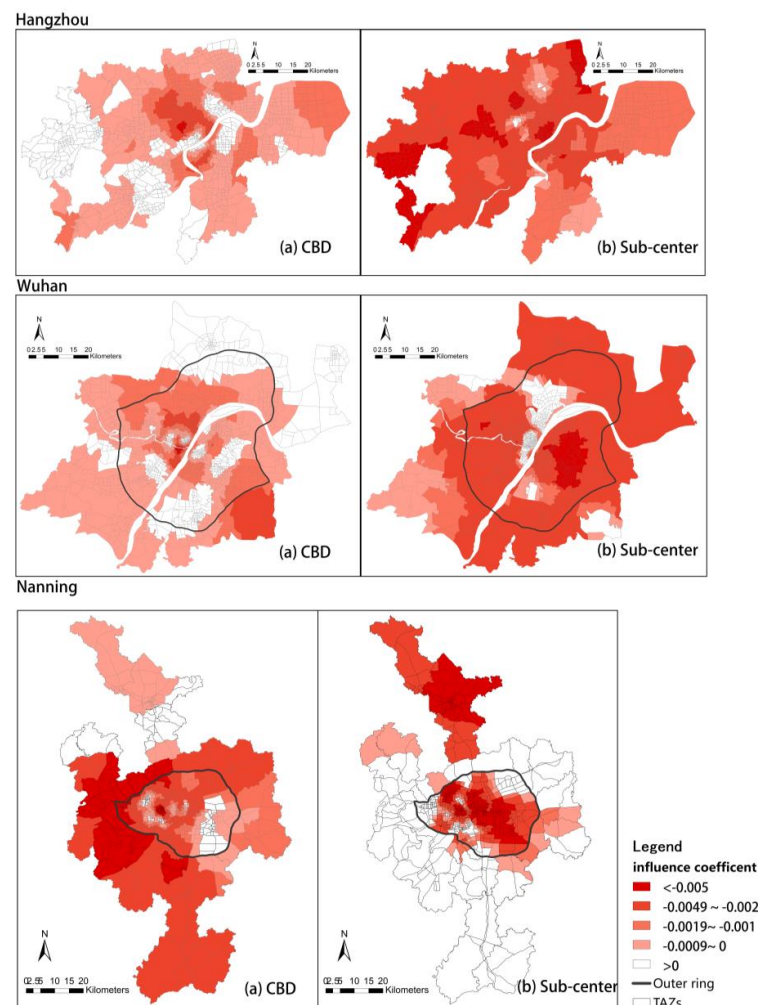 Hangzhou
N
0 2.5 5 10 15 20
Kilometers
(a) CBD
N
0 2.5 5 10 15 20
Kilometers
(b) Sub-center
Wuhan
N
0 2.5 5 10 15 20
Kilometers
(a) CBD
N
0 2.5 5 10 15 20
Kilometers
(b) Sub-center
Nanning
N
0 2.5 5 10 15 20
Kilometers
(a) CBD
N
0 2.5 5 10 15 20
Kilometers
(b) Sub-center
Legend
influence coefficent
<-0.005
-0.0049 ~ -0.002
-0.0019~ -0.001
-0.0009~ 0
>0
Outer ring
TAZs